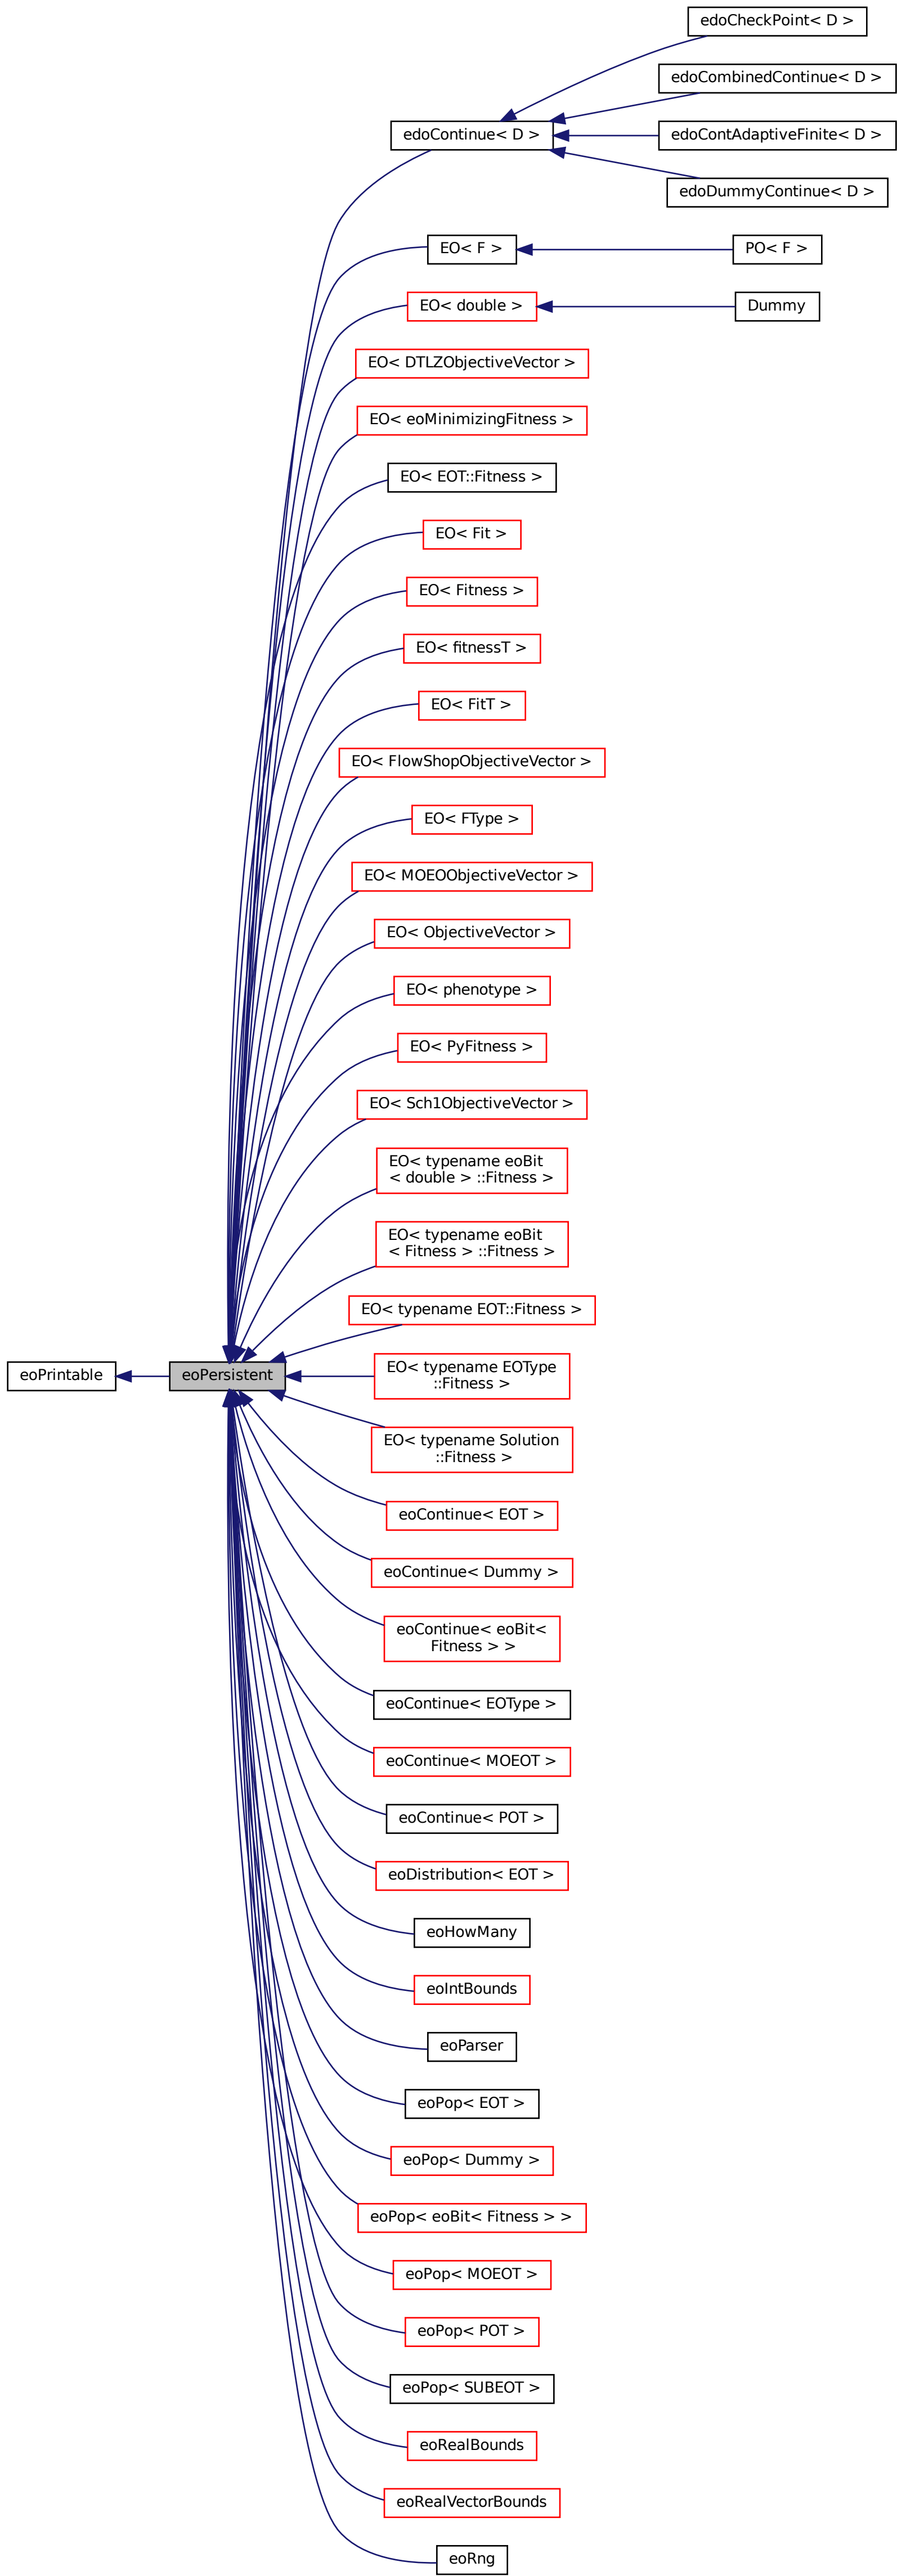 edoCheckPoint< D >
edoCombinedContinue< D >
edoContinue< D >
edoContAdaptiveFinite< D >
edoDummyContinue< D >
EO< F >
PO< F >
EO< double >
Dummy
EO< DTLZObjectiveVector >
EO< eoMinimizingFitness >
EO< EOT::Fitness >
EO< Fit >
EO< Fitness >
EO< fitnessT >
EO< FitT >
EO< FlowShopObjectiveVector >
EO< FType >
EO< MOEOObjectiveVector >
EO< ObjectiveVector >
EO< phenotype >
EO< PyFitness >
EO< Sch1ObjectiveVector >
EO< typename eoBit
< double > ::Fitness >
EO< typename eoBit
< Fitness > ::Fitness >
EO< typename EOT::Fitness >
eoPrintable
eoPersistent
EO< typename EOType
::Fitness >
EO< typename Solution
::Fitness >
eoContinue< EOT >
eoContinue< Dummy >
eoContinue< eoBit<
Fitness > >
eoContinue< EOType >
eoContinue< MOEOT >
eoContinue< POT >
eoDistribution< EOT >
eoHowMany
eoIntBounds
eoParser
eoPop< EOT >
eoPop< Dummy >
eoPop< eoBit< Fitness > >
eoPop< MOEOT >
eoPop< POT >
eoPop< SUBEOT >
eoRealBounds
eoRealVectorBounds
eoRng